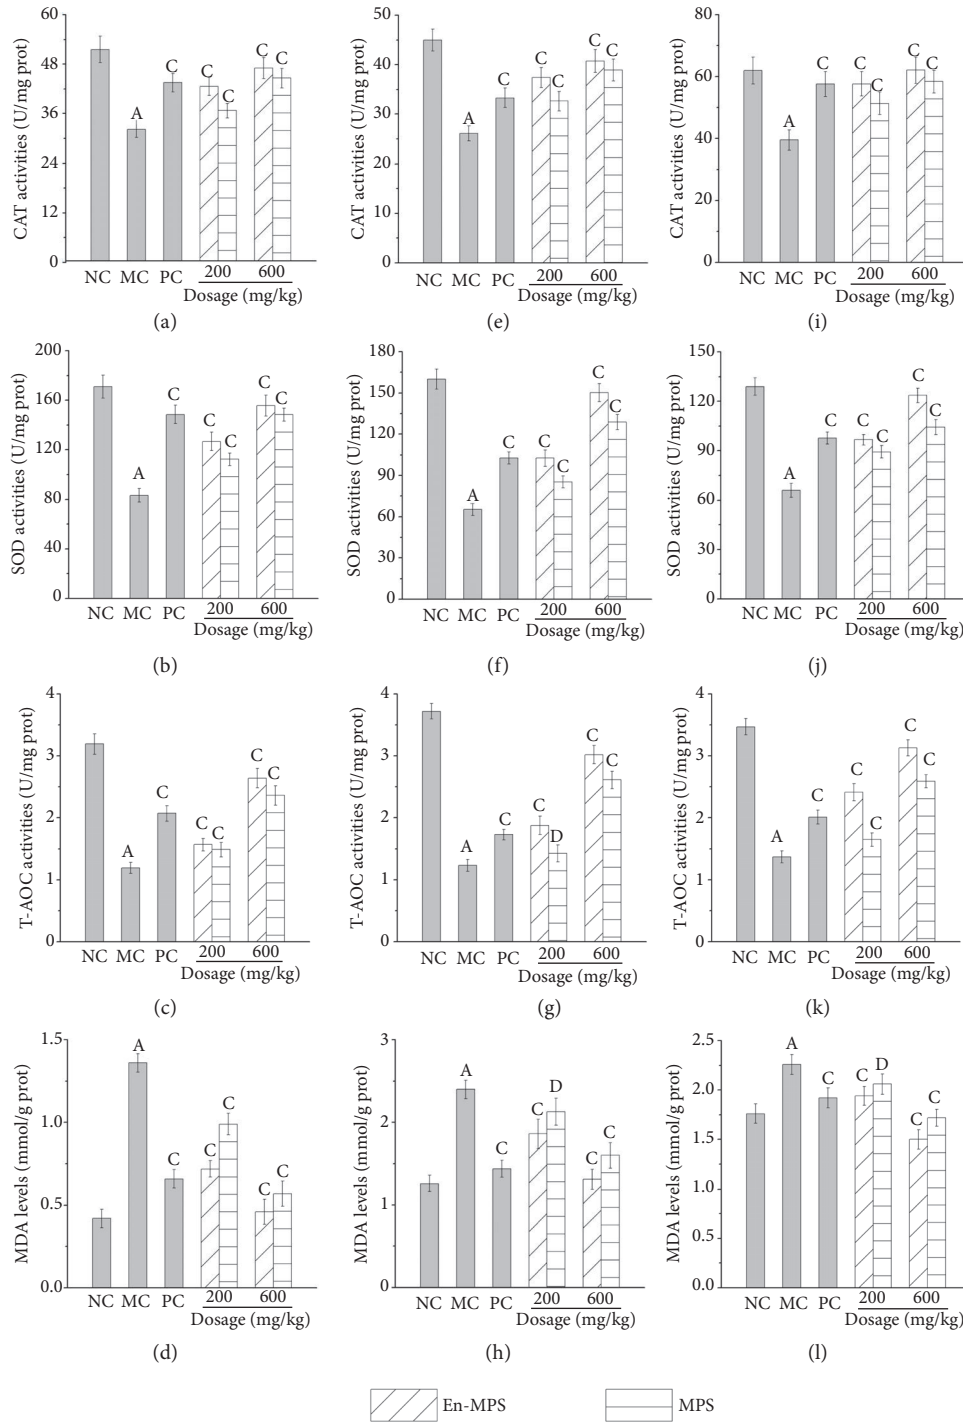 CAT activities (U/mg prot)
60
48
36
24
12
0
A
C
C
C
C
C
NC MC PC 200 600
Dosage (mg/kg)
(a)
CAT activities (U/mg prot)
50
40
30
20
10
0
A
C
C
C
C
C
NC MC PC 200 600
Dosage (mg/kg)
(e)
CAT activities (U/mg prot)
80
60
40
20
0
A
C
C
C
C
C
NC MC PC 200 600
Dosage (mg/kg)
(i)
SOD activities (U/mg prot)
200
160
120
80
40
0
A
C
C
C
C
C
NC MC PC 200 600
Dosage (mg/kg)
(b)
SOD activities (U/mg prot)
180
150
120
90
60
30
0
A
C
C
C
C
C
NC MC PC 200 600
Dosage (mg/kg)
(f)
SOD activities (U/mg prot)
150
120
90
60
30
0
A
C
C
C
C
C
NC MC PC 200 600
Dosage (mg/kg)
(j)
T-AOC activities (U/mg prot)
4
3
2
1
0
A
C
C
C
C
C
NC MC PC 200 600
Dosage (mg/kg)
(c)
T-AOC activities (U/mg prot)
4
3
2
1
0
A
C
C
D
C
C
NC MC PC 200 600
Dosage (mg/kg)
(g)
T-AOC activities (U/mg prot)
4
3
2
1
0
A
C
C
C
C
C
NC MC PC 200 600
Dosage (mg/kg)
(k)
MDA levels (mmol/g prot)
1.5
1.0
0.5
0.0
A
C
C
C
C
C
NC MC PC 200 600
Dosage (mg/kg)
(d)
MDA levels (mmol/g prot)
3
2
1
0
A
C
C
D
C
C
NC MC PC 200 600
Dosage (mg/kg)
(h)
MDA levels (mmol/g prot)
2.5
2.0
1.5
1.0
0.5
0.0
A
C
C
D
C
C
NC MC PC 200 600
Dosage (mg/kg)
(l)
En-MPS
MPS